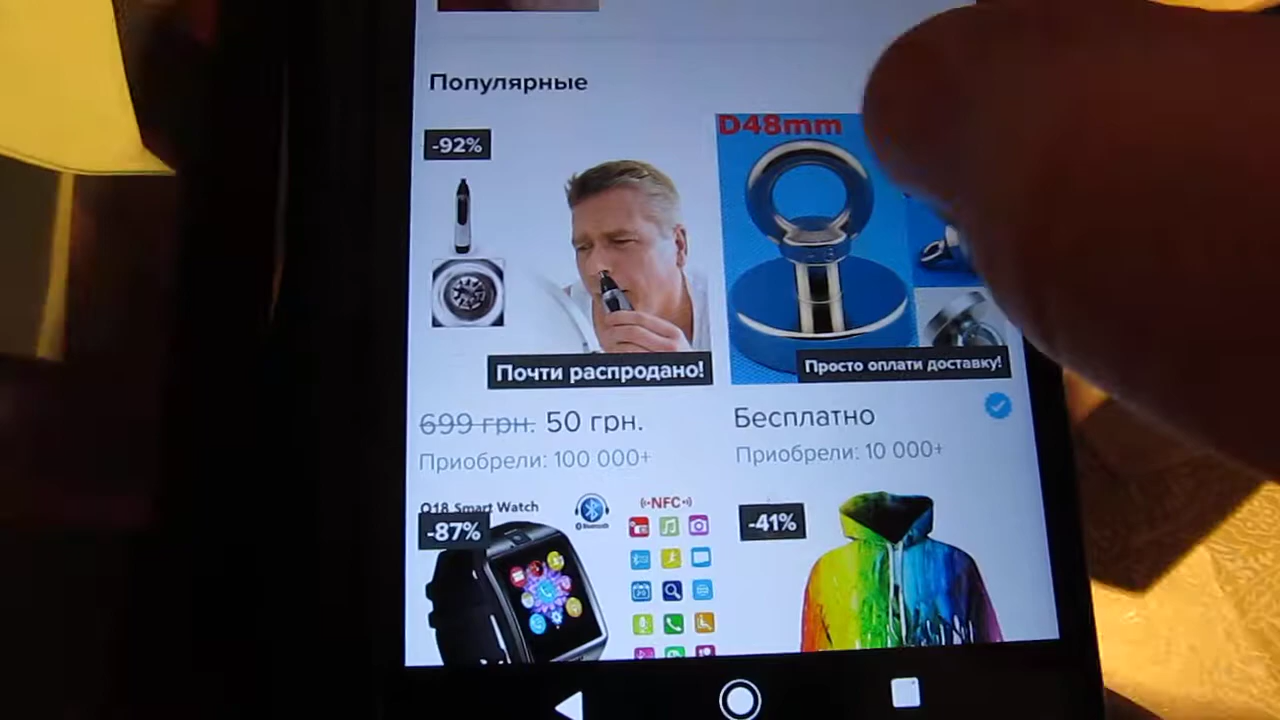 Популярные
-92%
D48mm
Почти распродано!
Просто оплати доставку!
699 грн. 50 грн.
Бесплатно
Приобрели: 100 000+
Приобрели: 10 000+
Q18 Smart Watch
-87%
Bluetooth
NFC
-41%